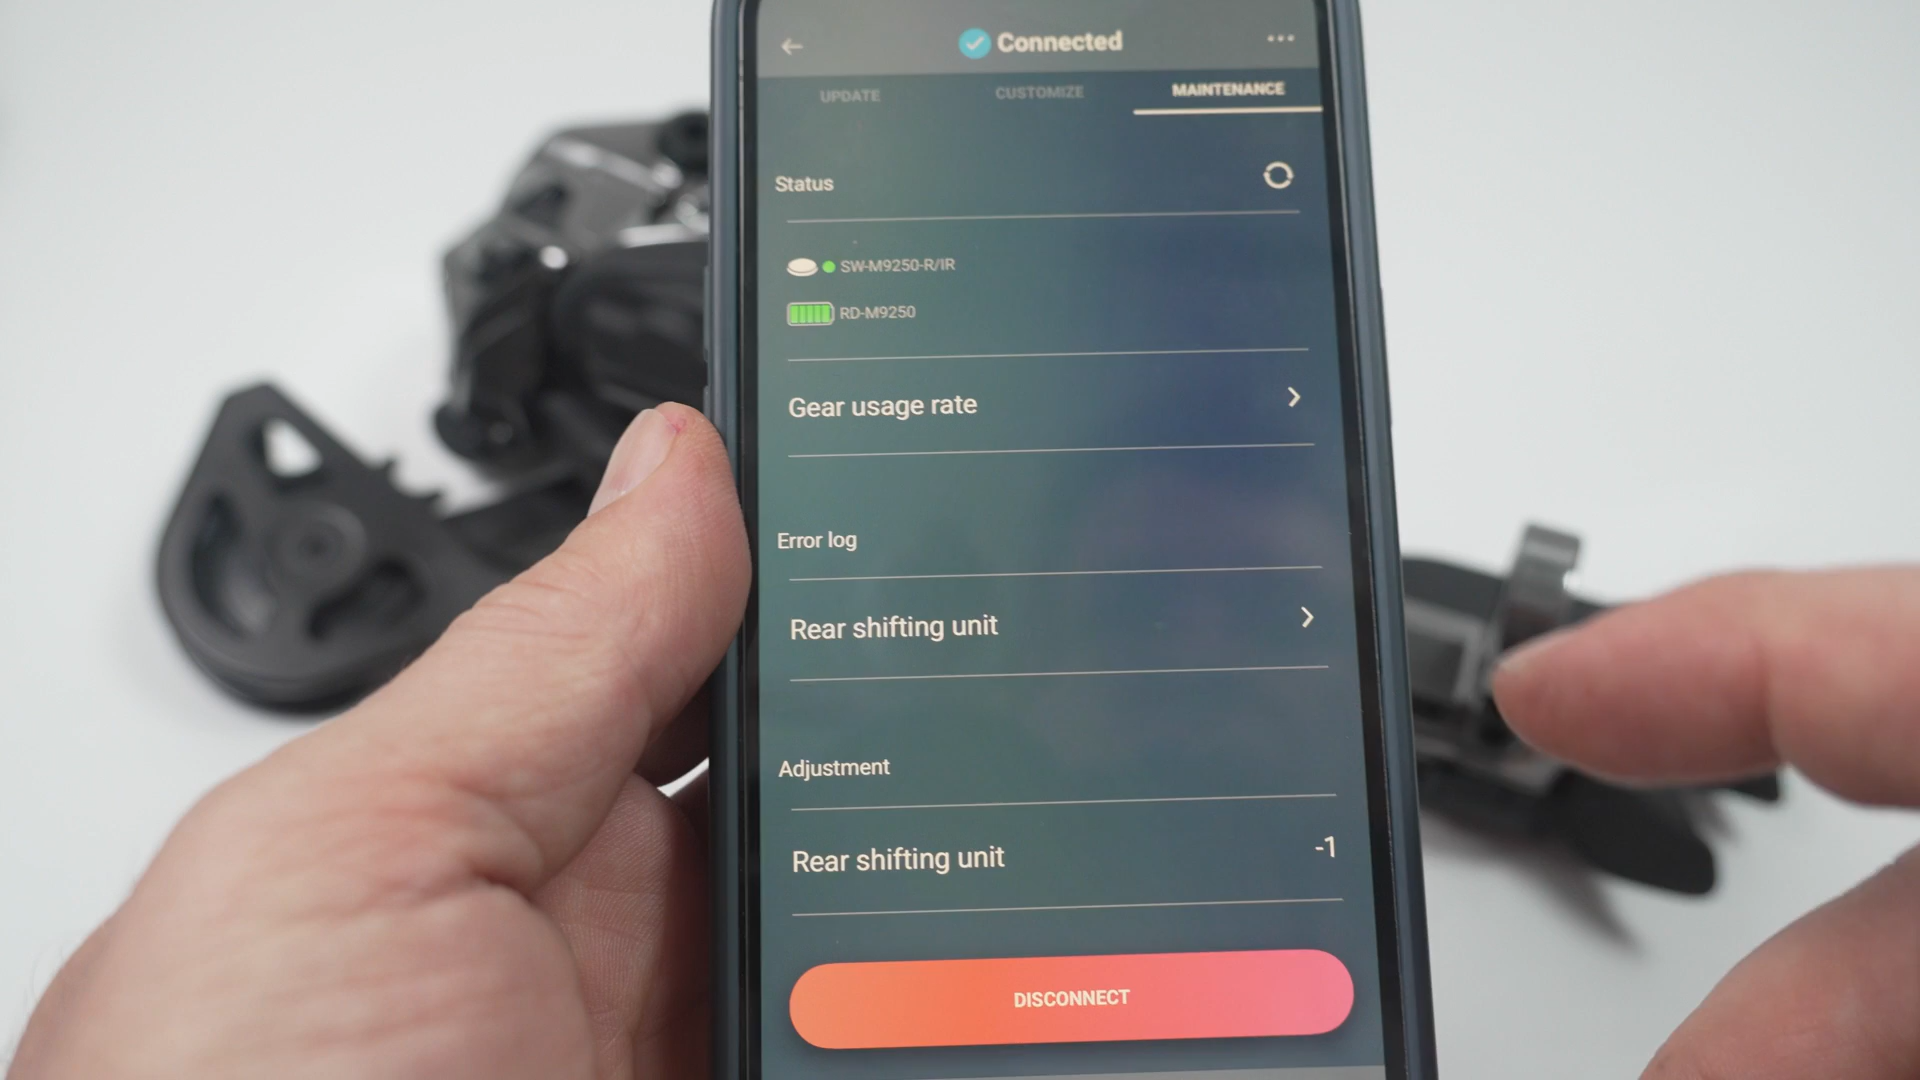 Connected
UPDATE CUSTOMIZE MAINTENANCE
Status
SW-M9250-R/IR
RD-M9250
Gear usage rate
Error log
Rear shifting unit
Adjustment
Rear shifting unit -1
DISCONNECT